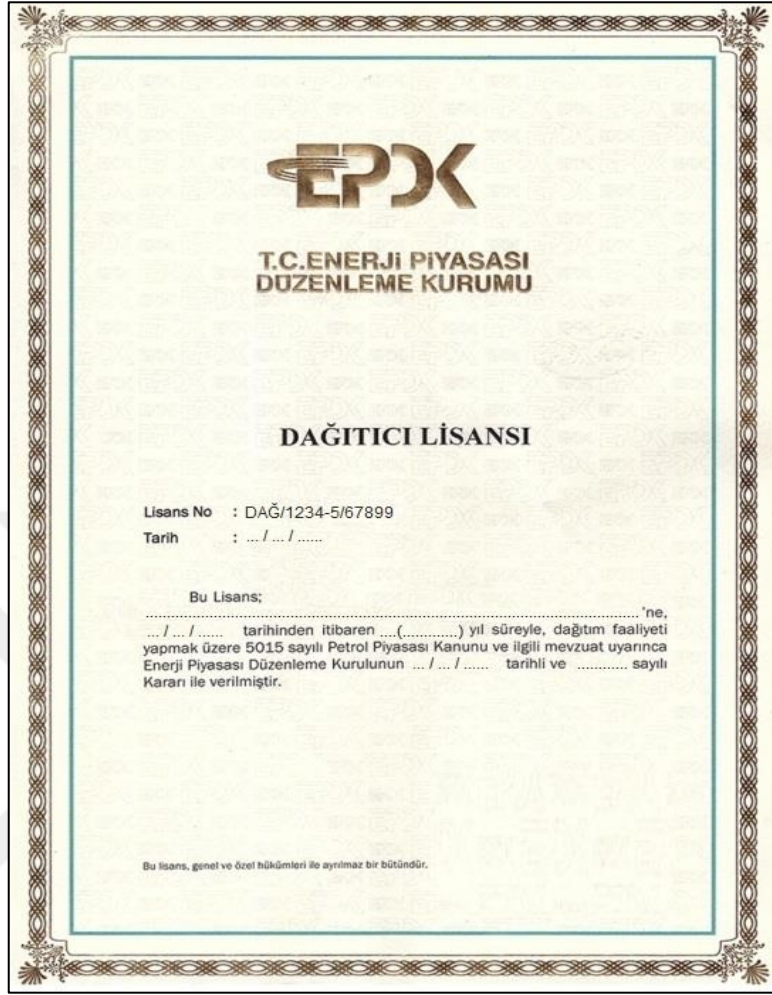 EPDK
T.C.ENERJİ PİYASASI
DÜZENLEME KURUMU
DAĞITICI LİSANSI
Lisans No : DAĞ/1234-5/67899
Tarih : ... / ... / ......
Bu Lisans;
.................................................................................................... 'ne,
... / ... / ...... tarihinden itibaren ....(............) yıl süreyle, dağıtım faaliyeti
yapmak üzere 5015 sayılı Petrol Piyasası Kanunu ve ilgili mevzuat uyarınca
Enerji Piyasası Düzenleme Kurulunun ... / ... / ...... tarihli ve ........... sayılı
Kararı ile verilmiştir.
Bu lisans, genel ve özel hükümleri ile ayrılmaz bir bütündür.